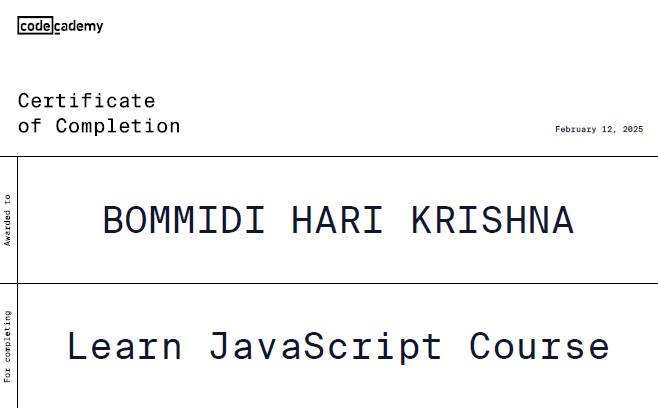 codecademy
Certificate
of Completion
February 12, 2025
Awarded to
BOMMIDI HARI KRISHNA
For completing
Learn JavaScript Course